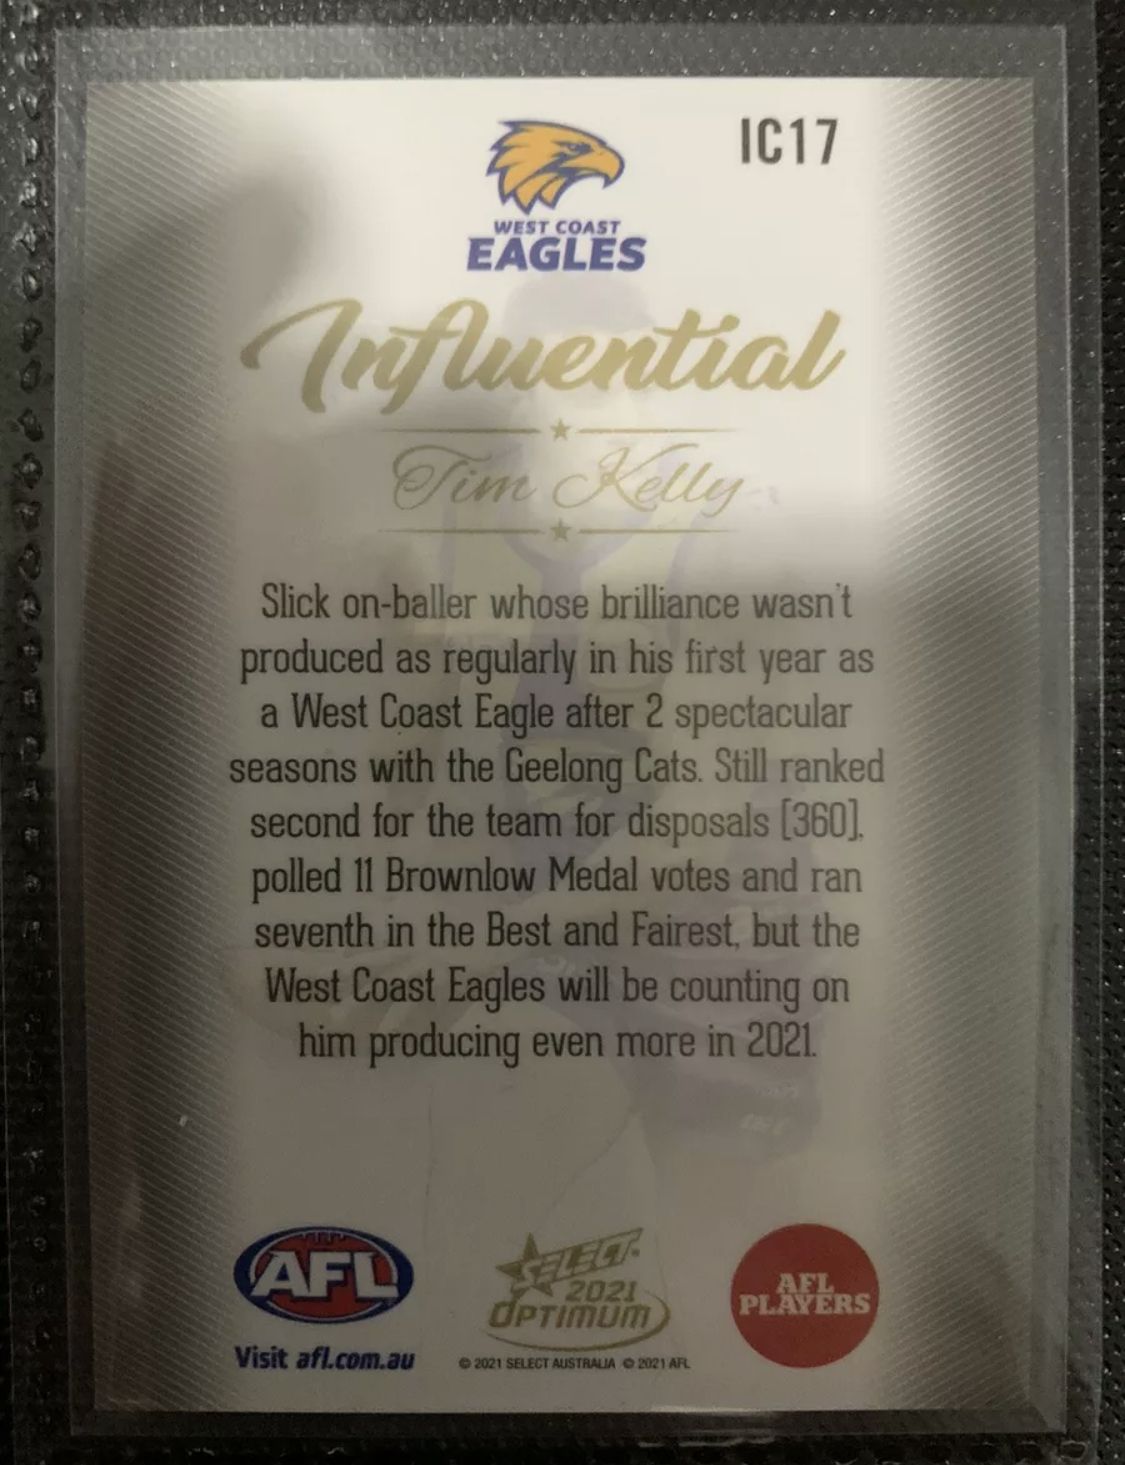 IC17
WEST COAST
EAGLES
Influential
Tim Kelly
Slick on-baller whose brilliance wasn't
produced as regularly in his first year as
a West Coast Eagle after 2 spectacular
seasons with the Geelong Cats. Still ranked
second for the team for disposals [360],
polled 11 Brownlow Medal votes and ran
seventh in the Best and Fairest, but the
West Coast Eagles will be counting on
him producing even more in 2021.
AFL
Visit afl.com.au
SELECT
2021
OPTIMUM
© 2021 SELECT AUSTRALIA © 2021 AFL
AFL
PLAYERS